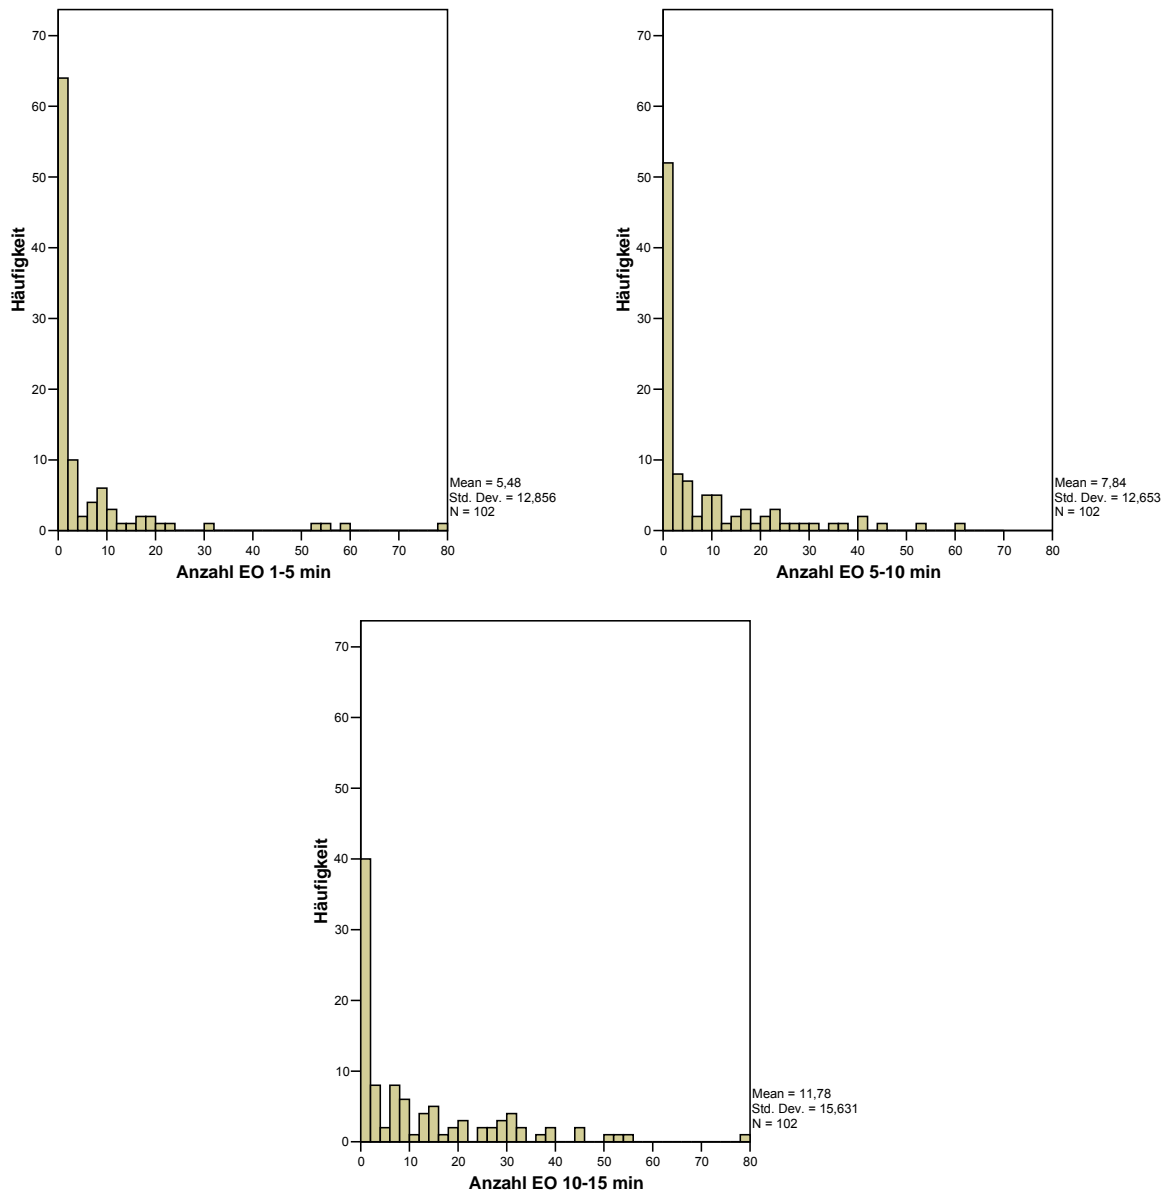 70
60
50
40
30
20
10
0
Häufigkeit
0 10 20 30 40 50 60 70 80
Anzahl EO 1-5 min
Mean = 5,48
Std. Dev. = 12,856
N = 102
70
60
50
40
30
20
10
0
Häufigkeit
0 10 20 30 40 50 60 70 80
Anzahl EO 5-10 min
Mean = 7,84
Std. Dev. = 12,653
N = 102
70
60
50
40
30
20
10
0
Häufigkeit
0 10 20 30 40 50 60 70 80
Anzahl EO 10-15 min
Mean = 11,78
Std. Dev. = 15,631
N = 102